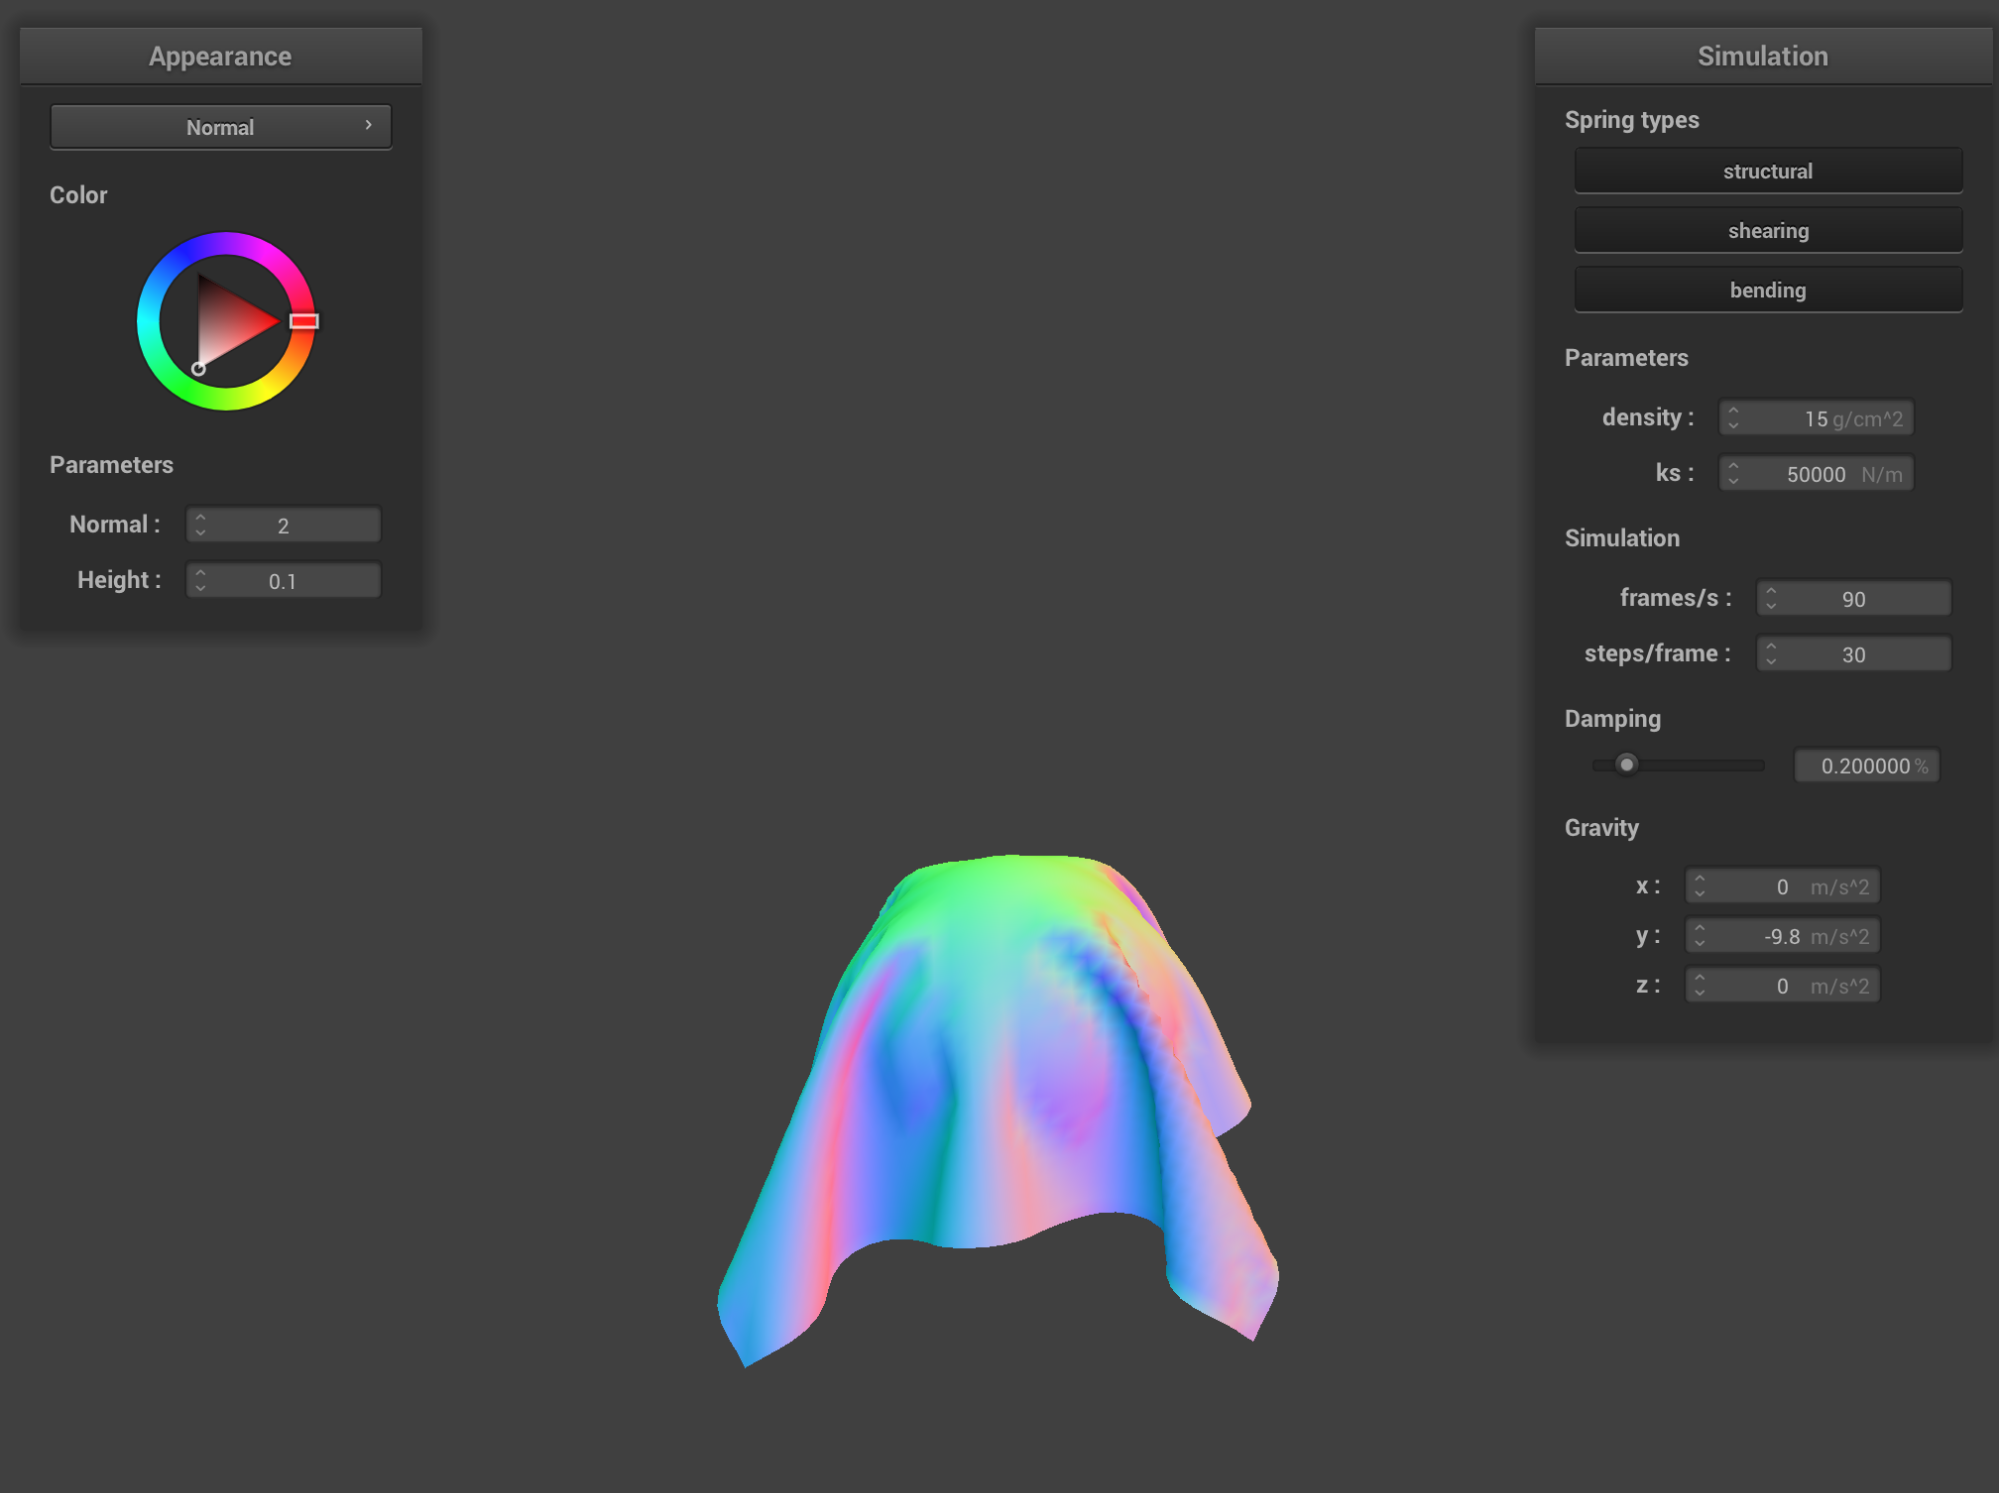 Appearance
Normal
Color
Parameters
Normal : 2
Height : 0.1
Simulation
Spring types
structural
shearing
bending
Parameters
density : 15 g/cm^2
ks : 50000 N/m
Simulation
frames/s : 90
steps/frame : 30
Damping
0.200000 %
Gravity
x : 0 m/s^2
y : -9.8 m/s^2
z : 0 m/s^2